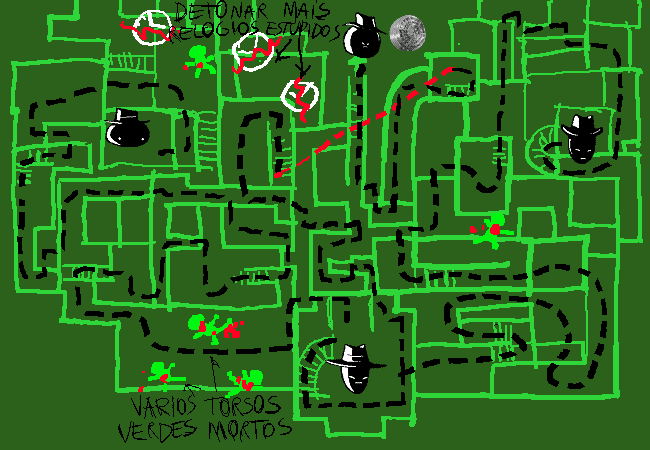 DETONAR MAIS
RELOGIOS ESTUPIDOS
VARIOS TORSOS
VERDES MORTOS